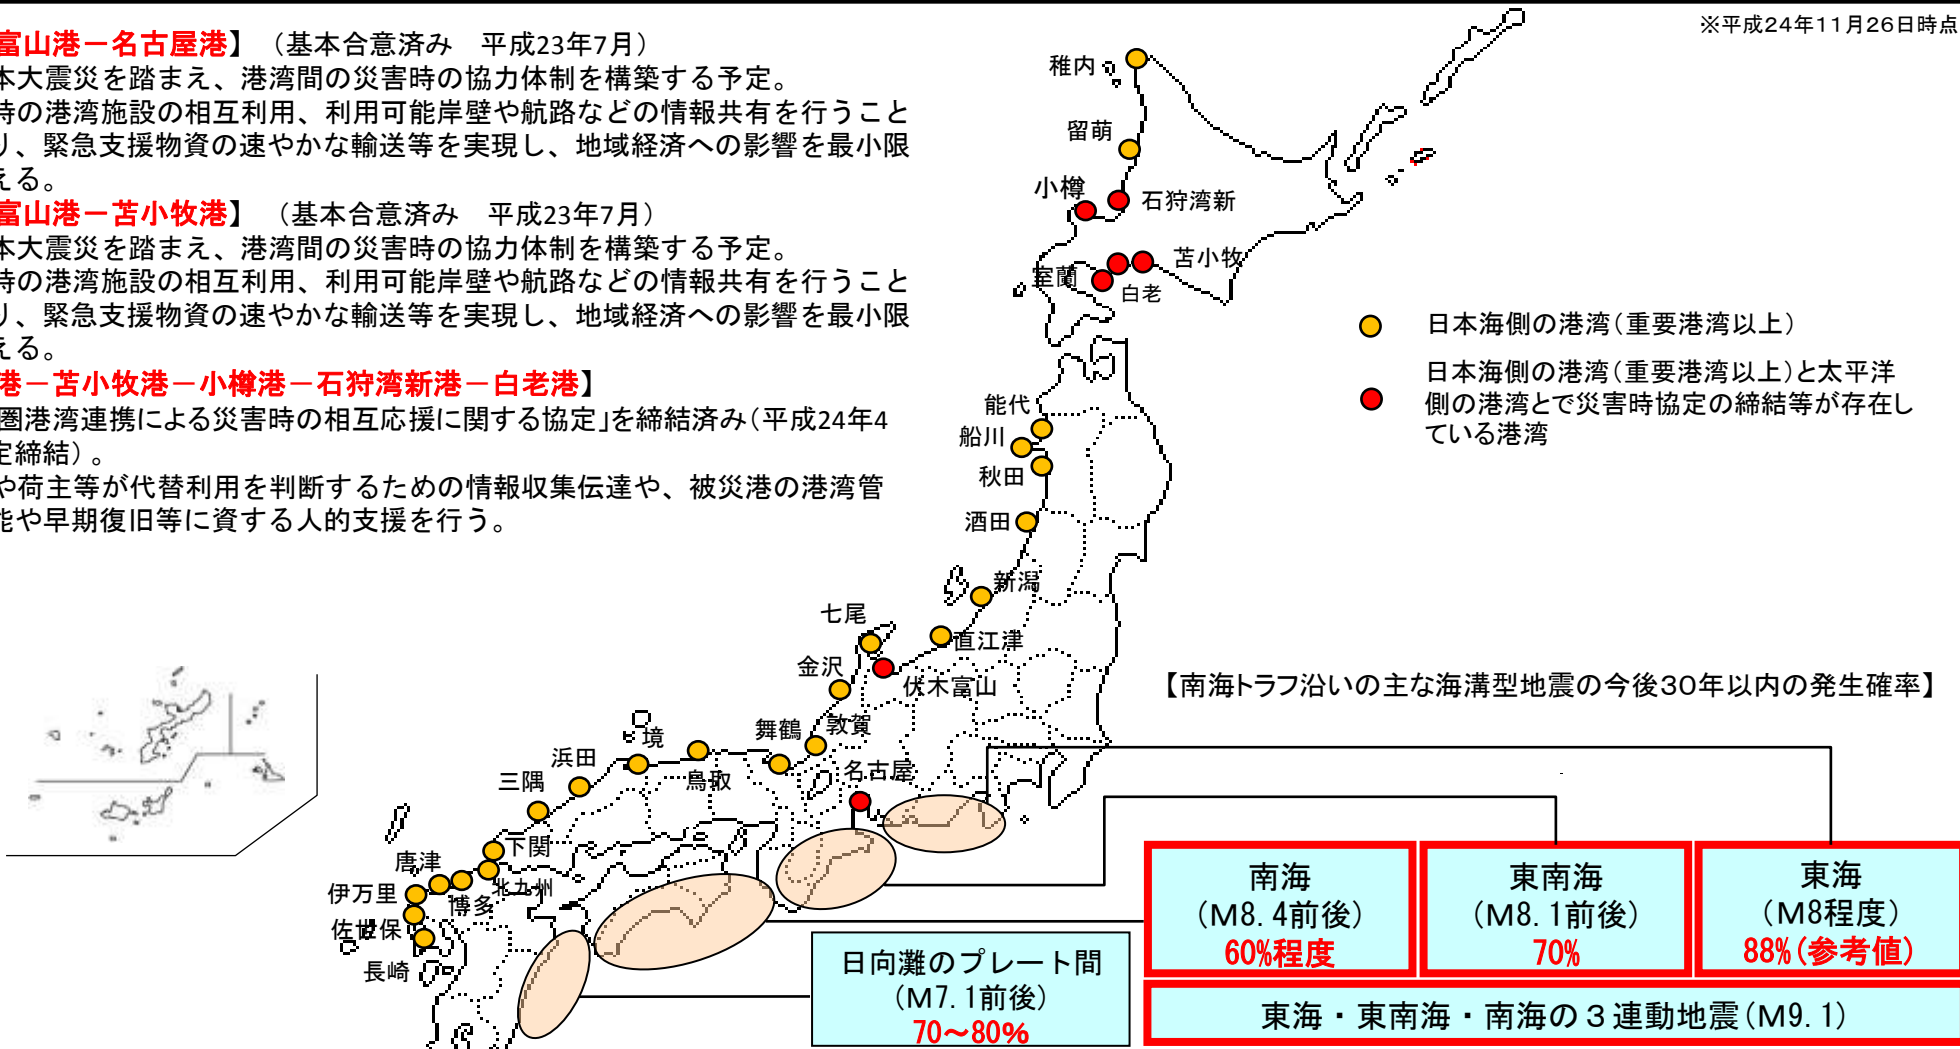 ※平成24年11月26日時点
富山港－名古屋港】（基本合意済み　平成23年7月）
本大震災を踏まえ、港湾間の災害時の協力体制を構築する予定。
時の港湾施設の相互利用、利用可能岸壁や航路などの情報共有を行うこと
り、緊急支援物資の速やかな輸送等を実現し、地域経済への影響を最小限
える。
富山港－苫小牧港】（基本合意済み　平成23年7月）
本大震災を踏まえ、港湾間の災害時の協力体制を構築する予定。
時の港湾施設の相互利用、利用可能岸壁や航路などの情報共有を行うこと
り、緊急支援物資の速やかな輸送等を実現し、地域経済への影響を最小限
える。
港－苫小牧港－小樽港－石狩湾新港－白老港】
圏港湾連携による災害時の相互応援に関する協定」を締結済み（平成24年4
定締結）。
や荷主等が代替利用を判断するための情報収集伝達や、被災港の港湾管
能や早期復旧等に資する人的支援を行う。
稚内
留萌
小樽
石狩湾新
苫小牧
室蘭
白老
日本海側の港湾（重要港湾以上）
日本海側の港湾（重要港湾以上）と太平洋
側の港湾とで災害時協定の締結等が存在し
ている港湾
能代
船川
秋田
酒田
新潟
七尾
直江津
金沢
伏木富山
敦賀
舞鶴
境
鳥取
浜田
三隅
名古屋
下関
唐津
北九州
伊万里
博多
佐世保
長崎
【南海トラフ沿いの主な海溝型地震の今後30年以内の発生確率】
南海
（M8.4前後）
60%程度
東南海
（M8.1前後）
70%
東海
（M8程度）
88%（参考値）
日向灘のプレート間
（M7.1前後）
70～80%
東海・東南海・南海の３連動地震（M9.1）